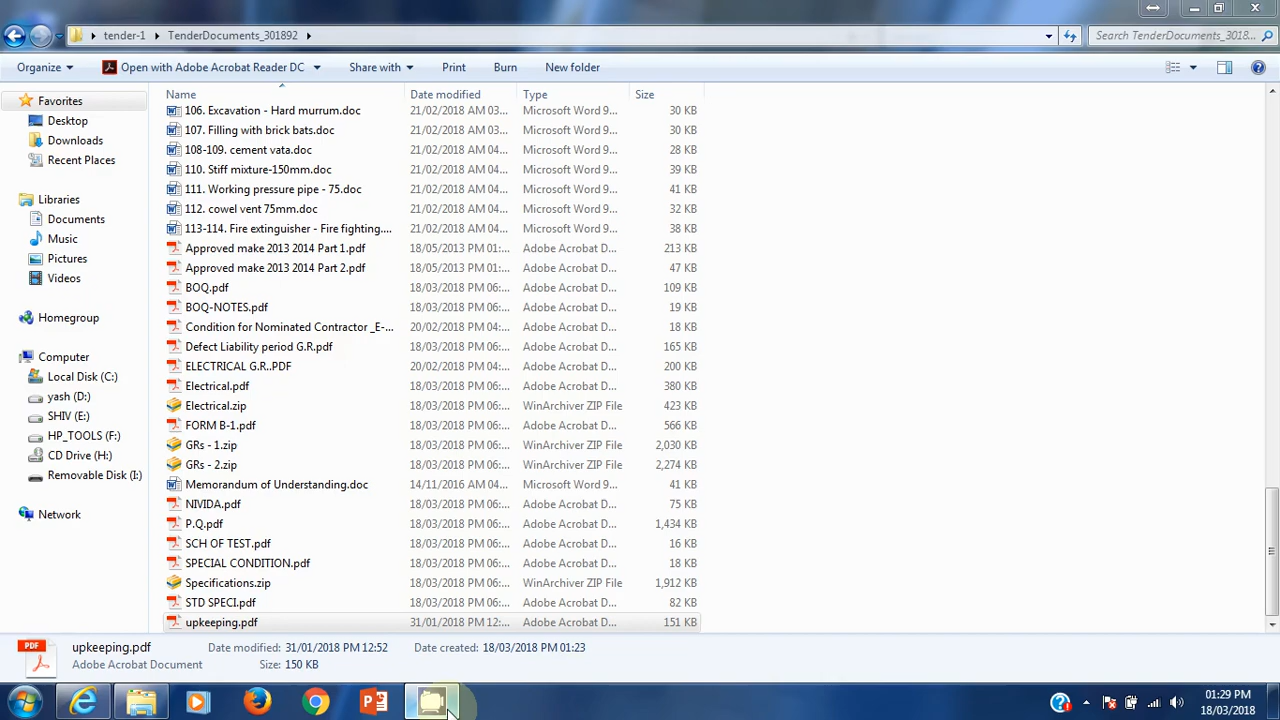 tender-1 TenderDocuments_301892 Search TenderDocuments_3018...
Organize Open with Adobe Acrobat Reader DC Share with Print Burn New folder
Favorites
Desktop
Downloads
Recent Places
Libraries
Documents
Music
Pictures
Videos
Homegroup
Computer
Local Disk (C:)
yash (D:)
SHIV (E:)
HP_TOOLS (F:)
CD Drive (H:)
Removable Disk (I:)
Network
Name Date modified Type Size
106. Excavation - Hard murrum.doc 21/02/2018 AM 03... Microsoft Word 9... 30 KB
107. Filling with brick bats.doc 21/02/2018 AM 03... Microsoft Word 9... 30 KB
108-109. cement vata.doc 21/02/2018 AM 04... Microsoft Word 9... 28 KB
110. Stiff mixture-150mm.doc 21/02/2018 AM 04... Microsoft Word 9... 39 KB
111. Working pressure pipe - 75.doc 21/02/2018 AM 04... Microsoft Word 9... 41 KB
112. cowel vent 75mm.doc 21/02/2018 AM 04... Microsoft Word 9... 32 KB
113-114. Fire extinguisher - Fire fighting.... 21/02/2018 AM 04... Microsoft Word 9... 38 KB
Approved make 2013 2014 Part 1.pdf 18/05/2013 PM 01:... Adobe Acrobat D... 213 KB
Approved make 2013 2014 Part 2.pdf 18/05/2013 PM 01:... Adobe Acrobat D... 47 KB
BOQ.pdf 18/03/2018 PM 06:... Adobe Acrobat D... 109 KB
BOQ-NOTES.pdf 18/03/2018 PM 06:... Adobe Acrobat D... 19 KB
Condition for Nominated Contractor _E-... 20/02/2018 PM 04:... Adobe Acrobat D... 18 KB
Defect Liability period G.R.pdf 18/03/2018 PM 06:... Adobe Acrobat D... 165 KB
ELECTRICAL G.R..PDF 20/02/2018 PM 04:... Adobe Acrobat D... 200 KB
Electrical.pdf 18/03/2018 PM 06:... Adobe Acrobat D... 380 KB
Electrical.zip 18/03/2018 PM 06:... WinArchiver ZIP File 423 KB
FORM B-1.pdf 18/03/2018 PM 06:... Adobe Acrobat D... 566 KB
GRs - 1.zip 18/03/2018 PM 06:... WinArchiver ZIP File 2,030 KB
GRs - 2.zip 18/03/2018 PM 06:... WinArchiver ZIP File 2,274 KB
Memorandum of Understanding.doc 14/11/2016 AM 04... Microsoft Word 9... 41 KB
NIVIDA.pdf 18/03/2018 PM 06:... Adobe Acrobat D... 75 KB
P.Q.pdf 18/03/2018 PM 06:... Adobe Acrobat D... 1,434 KB
SCH OF TEST.pdf 18/03/2018 PM 06:... Adobe Acrobat D... 16 KB
SPECIAL CONDITION.pdf 18/03/2018 PM 06:... Adobe Acrobat D... 18 KB
Specifications.zip 18/03/2018 PM 06:... WinArchiver ZIP File 1,912 KB
STD SPECI.pdf 18/03/2018 PM 06:... Adobe Acrobat D... 82 KB
upkeeping.pdf 31/01/2018 PM 12:... Adobe Acrobat D... 151 KB
PDF upkeeping.pdf Date modified: 31/01/2018 PM 12:52 Date created: 18/03/2018 PM 01:23
Adobe Acrobat Document Size: 150 KB
01:29 PM
18/03/2018